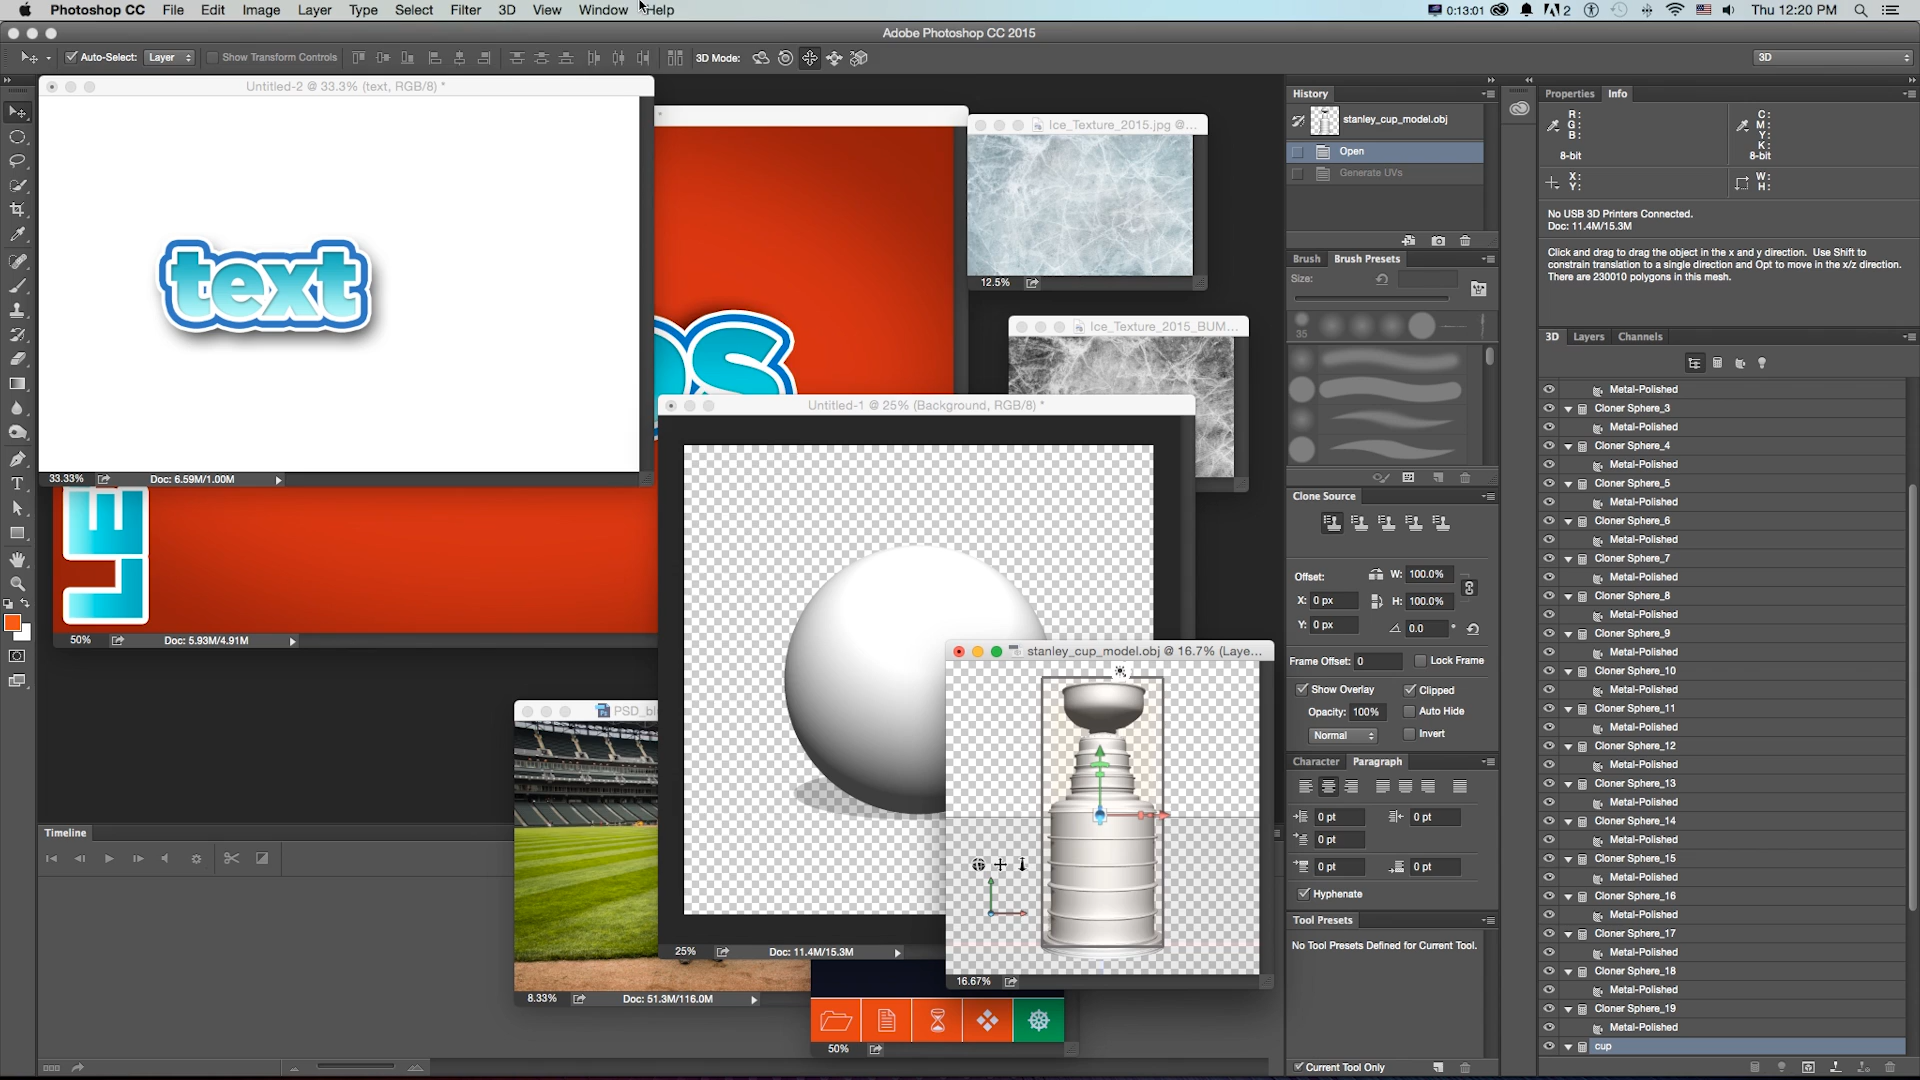 Photoshop CC File Edit Image Layer Type Select Filter 3D View Window Help 0:13:01 2 Thu 12:20 PM
Adobe Photoshop CC 2015
Auto-Select: Layer Show Transform Controls 3D Mode: 3D
Untitled-2 @ 33.3% (text, RGB/8) *
text
33.33% Doc: 6.59M/1.00M
50% Doc: 5.93M/4.91M
Ice_Texture_2015.jpg @...
12.5%
Ice_Texture_2015_BUM...
Untitled-1 @ 25% (Background, RGB/8) *
25% Doc: 11.4M/15.3M
stanley_cup_model.obj @ 16.7% (Laye...
16.67%
8.33% Doc: 51.3M/116.0M
50%
Timeline
History
stanley_cup_model.obj
Open
Generate UVs
Brush Brush Presets
Size:
35
Clone Source
Offset: W: 100.0%
X: 0 px H: 100.0%
Y: 0 px 0.0 °
Frame Offset: 0 Lock Frame
Show Overlay Clipped
Opacity: 100% Auto Hide
Normal Invert
Character Paragraph
0 pt 0 pt
0 pt
0 pt 0 pt
Hyphenate
Tool Presets
No Tool Presets Defined for Current Tool.
Current Tool Only
Properties Info
R: C:
G: M:
B: Y:
K:
8-bit 8-bit
X: W:
Y: H:
No USB 3D Printers Connected.
Doc: 11.4M/15.3M
Click and drag to drag the object in the x and y direction. Use Shift to
constrain translation to a single direction and Opt to move in the x/z direction.
There are 230010 polygons in this mesh.
3D Layers Channels
Metal-Polished
Cloner Sphere_3
Metal-Polished
Cloner Sphere_4
Metal-Polished
Cloner Sphere_5
Metal-Polished
Cloner Sphere_6
Metal-Polished
Cloner Sphere_7
Metal-Polished
Cloner Sphere_8
Metal-Polished
Cloner Sphere_9
Metal-Polished
Cloner Sphere_10
Metal-Polished
Cloner Sphere_11
Metal-Polished
Cloner Sphere_12
Metal-Polished
Cloner Sphere_13
Metal-Polished
Cloner Sphere_14
Metal-Polished
Cloner Sphere_15
Metal-Polished
Cloner Sphere_16
Metal-Polished
Cloner Sphere_17
Metal-Polished
Cloner Sphere_18
Metal-Polished
Cloner Sphere_19
Metal-Polished
cup